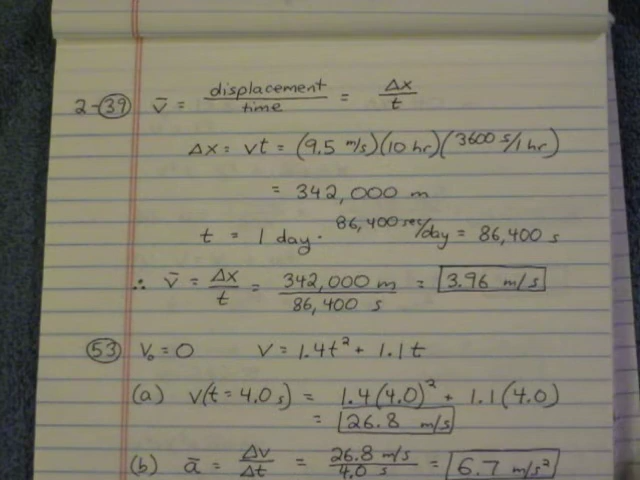 2-39 v̄ = displacement/time = Δx/t
Δx = vt = (9.5 m/s)(10 hr)(3600 s/1 hr)
= 342,000 m
t = 1 day · 86,400 sec/day = 86,400 s
∴ v̄ = Δx/t = 342,000 m/86,400 s = 3.96 m/s
53 V₀ = 0 V = 1.4t² + 1.1t
(a) V(t = 4.0 s) = 1.4(4.0)² + 1.1(4.0)
= 26.8 m/s
(b) ā = Δv/Δt = 26.8 m/s/4.0 s = 6.7 m/s²